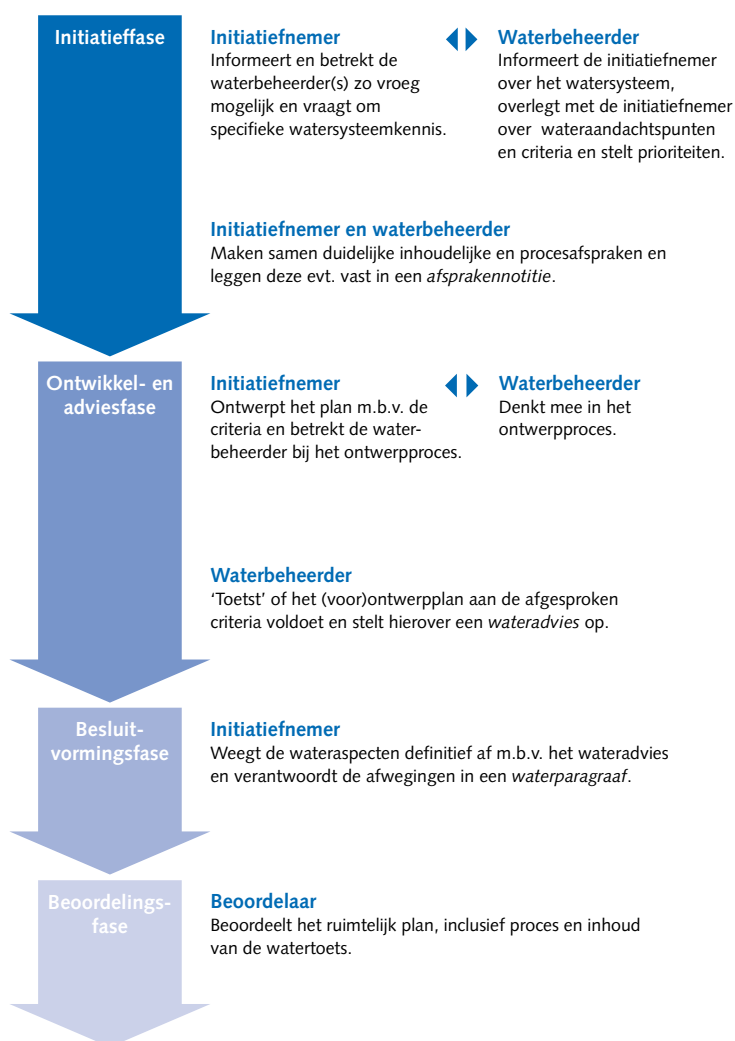 Initiatieffase
Initiatiefnemer
Informeert en betrekt de
waterbeheerder(s) zo vroeg
mogelijk en vraagt om
specifieke watersysteemkennis.
Waterbeheerder
Informeert de initiatiefnemer
over het watersysteem,
overlegt met de initiatiefnemer
over wateraandachtspunten
en criteria en stelt prioriteiten.
Initiatiefnemer en waterbeheerder
Maken samen duidelijke inhoudelijke en procesafspraken en
leggen deze evt. vast in een afsprakennotitie.
Ontwikkel- en
adviesfase
Initiatiefnemer
Ontwerpt het plan m.b.v. de
criteria en betrekt de water-
beheerder bij het ontwerpproces.
Waterbeheerder
Denkt mee in het
ontwerpproces.
Waterbeheerder
‘Toetst’ of het (voor)ontwerpplan aan de afgesproken
criteria voldoet en stelt hierover een wateradvies op.
Besluit-
vormingsfase
Initiatiefnemer
Weegt de wateraspecten definitief af m.b.v. het wateradvies
en verantwoordt de afwegingen in een waterparagraaf.
Beoordelings-
fase
Beoordelaar
Beoordeelt het ruimtelijk plan, inclusief proces en inhoud
van de watertoets.